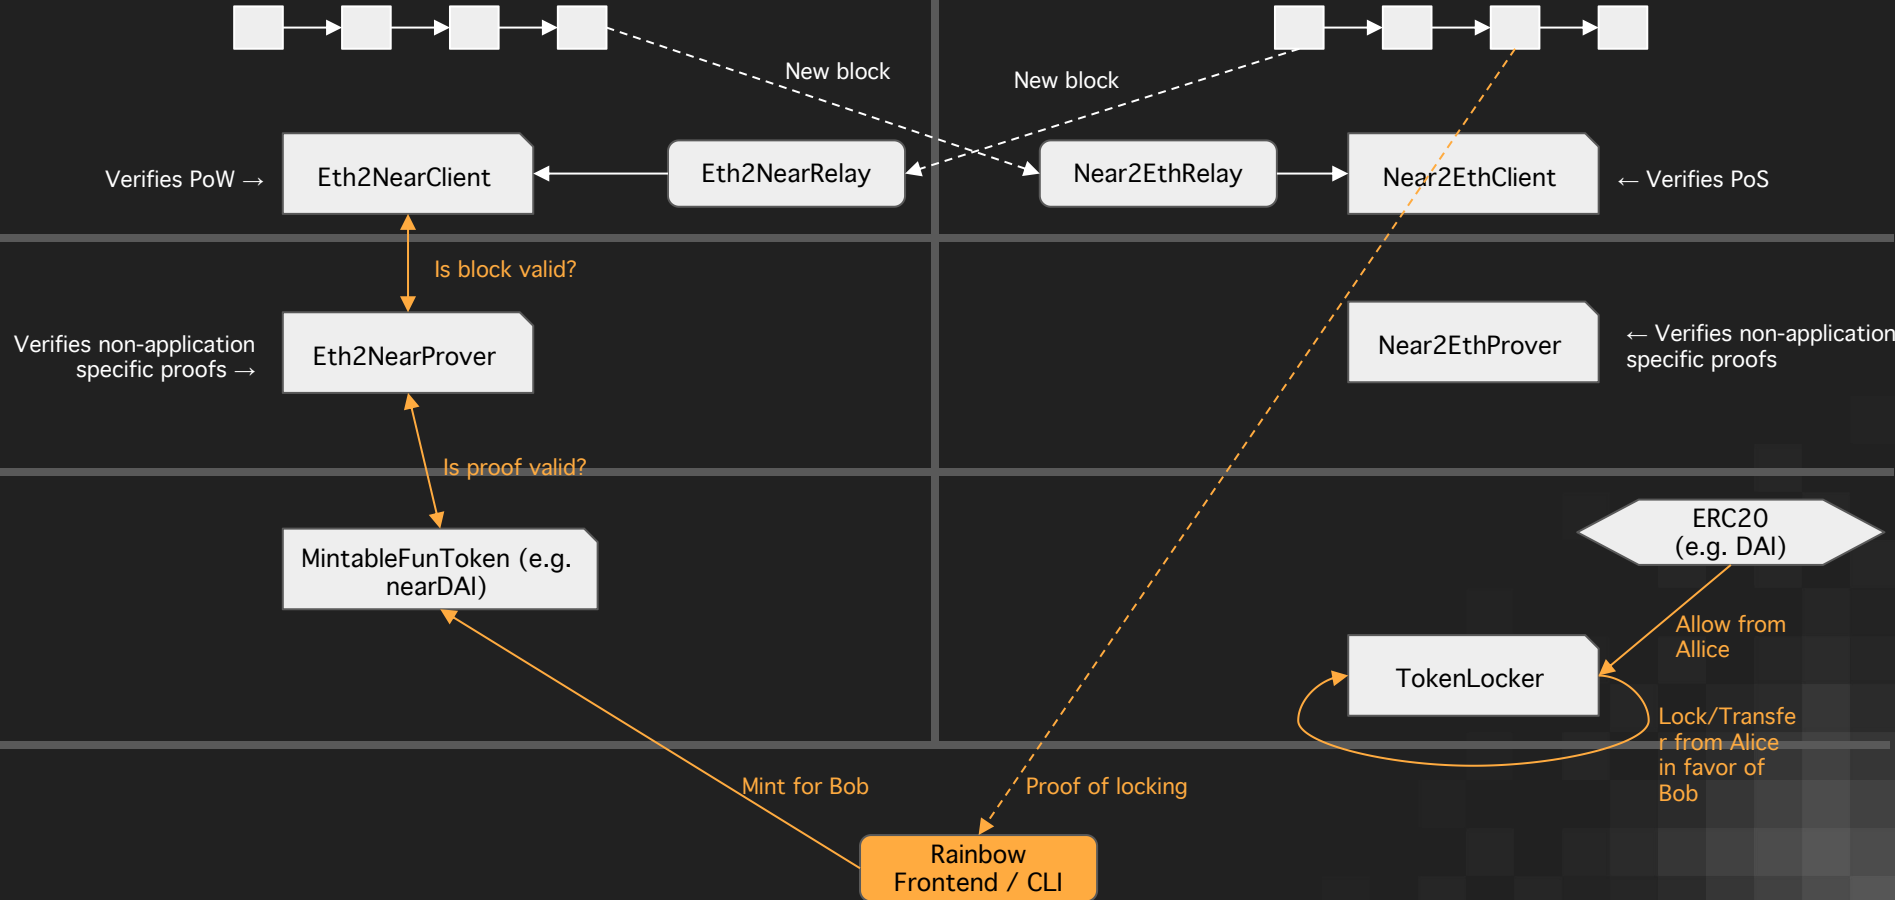 New block
New block
Verifies PoW →
Eth2NearClient
Eth2NearRelay
Near2EthRelay
Near2EthClient
← Verifies PoS
Is block valid?
Verifies non-application
specific proofs →
Eth2NearProver
Near2EthProver
← Verifies non-application
specific proofs
Is proof valid?
MintableFunToken (e.g.
nearDAI)
ERC20
(e.g. DAI)
Allow from
Allice
TokenLocker
Lock/Transfe
r from Alice
in favor of
Bob
Mint for Bob
Proof of locking
Rainbow
Frontend / CLI